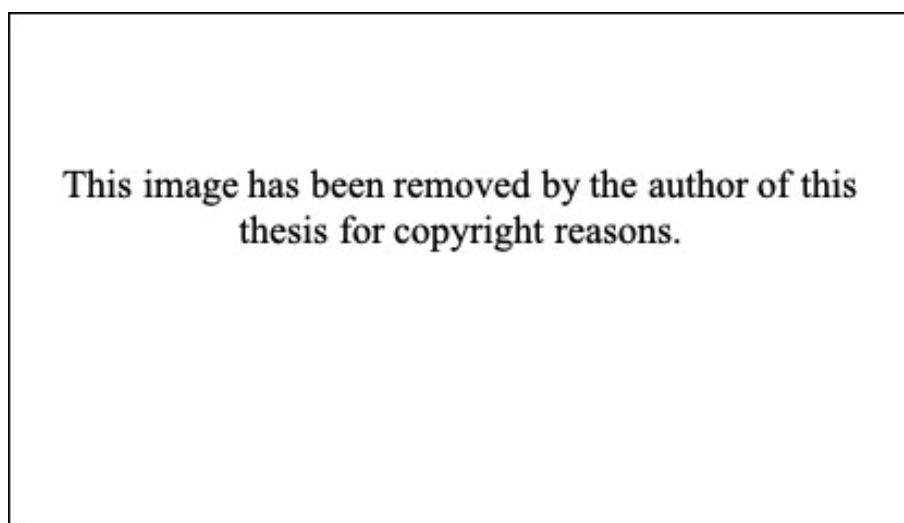 This image has been removed by the author of this
thesis for copyright reasons.